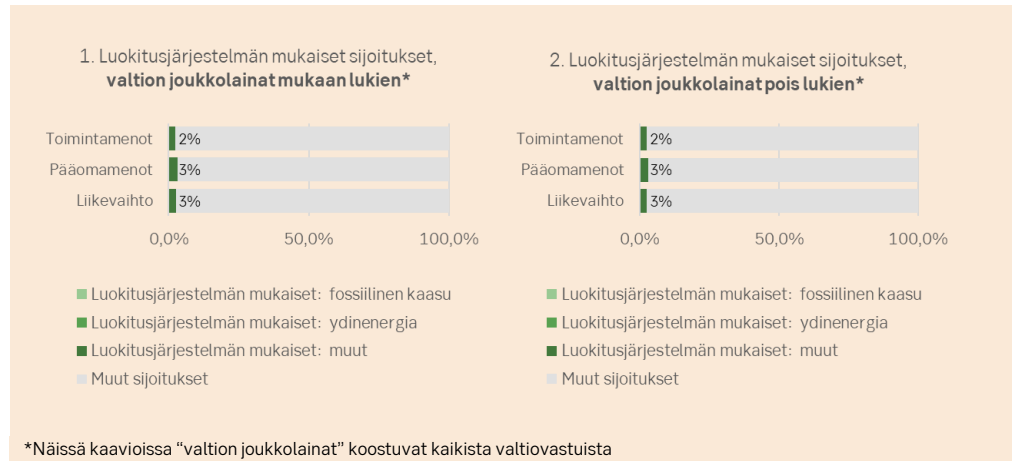 1. Luokitusjärjestelmän mukaiset sijoitukset,
valtion joukkolainat mukaan lukien*
Toimintamenot 2%
Pääomamenot 3%
Liikevaihto 3%
0,0% 50,0% 100,0%
Luokitusjärjestelmän mukaiset: fossiilinen kaasu
Luokitusjärjestelmän mukaiset: ydinenergia
Luokitusjärjestelmän mukaiset: muut
Muut sijoitukset
2. Luokitusjärjestelmän mukaiset sijoitukset,
valtion joukkolainat pois lukien*
Toimintamenot 2%
Pääomamenot 3%
Liikevaihto 3%
0,0% 50,0% 100,0%
Luokitusjärjestelmän mukaiset: fossiilinen kaasu
Luokitusjärjestelmän mukaiset: ydinenergia
Luokitusjärjestelmän mukaiset: muut
Muut sijoitukset
*Näissä kaavioissa “valtion joukkolainat” koostuvat kaikista valtiovastuista